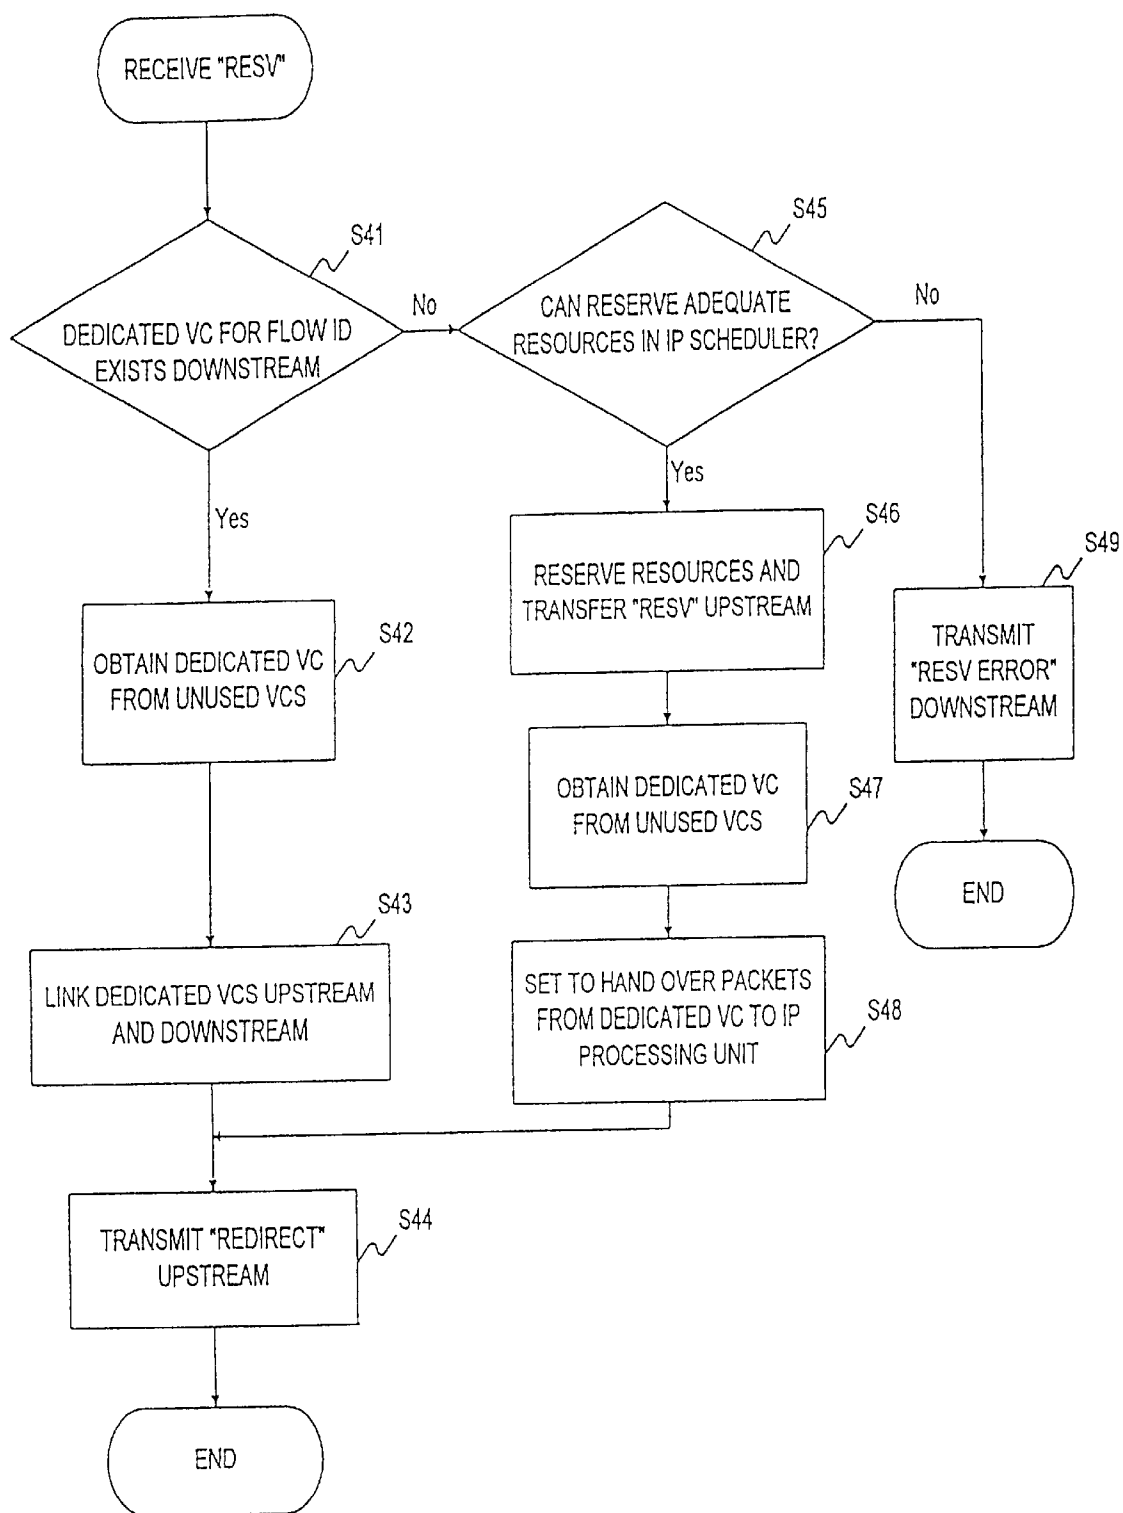 RECEIVE "RESV"
S41
DEDICATED VC FOR FLOW ID
EXISTS DOWNSTREAM
No
S45
CAN RESERVE ADEQUATE
RESOURCES IN IP SCHEDULER?
No
Yes
Yes
S42
OBTAIN DEDICATED VC
FROM UNUSED VCS
S46
RESERVE RESOURCES AND
TRANSFER "RESV" UPSTREAM
S49
TRANSMIT
"RESV ERROR"
DOWNSTREAM
S47
OBTAIN DEDICATED VC
FROM UNUSED VCS
END
S43
LINK DEDICATED VCS UPSTREAM
AND DOWNSTREAM
SET TO HAND OVER PACKETS
FROM DEDICATED VC TO IP
PROCESSING UNIT
S48
TRANSMIT "REDIRECT"
UPSTREAM
S44
END